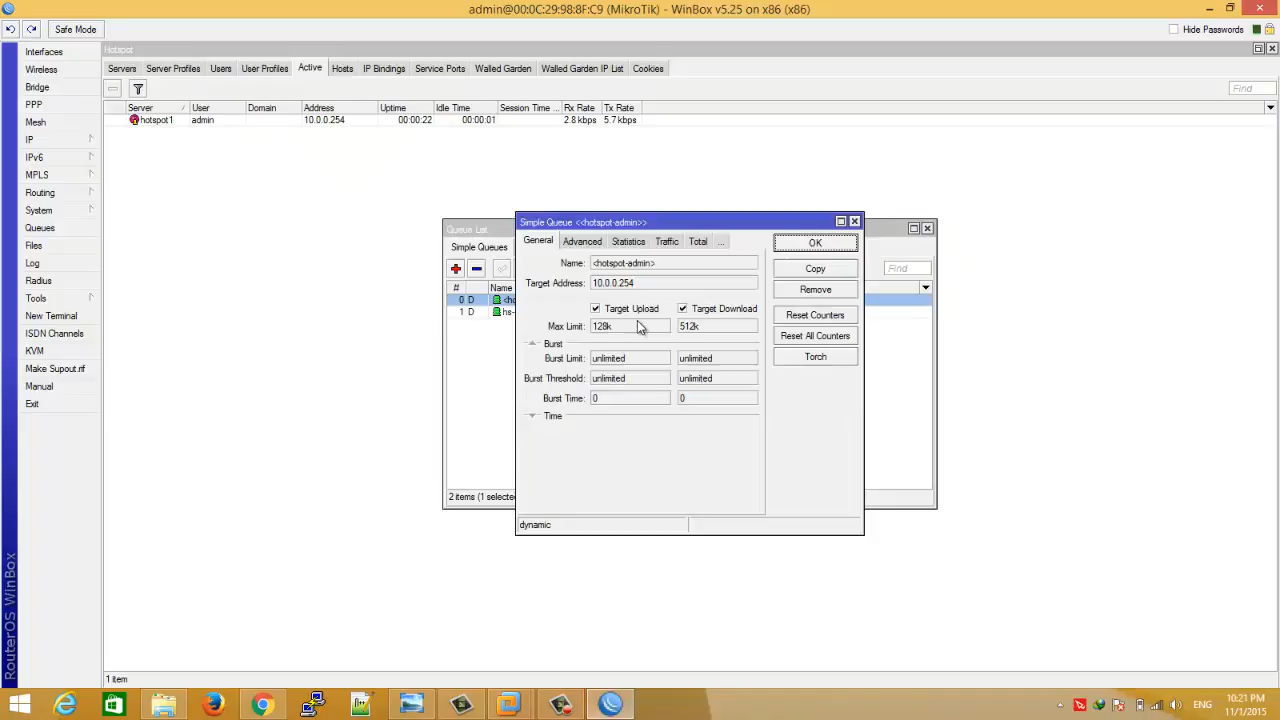 admin@00:0C:29:98:8F:C9 (MikroTik) - WinBox v5.25 on x86 (x86)
Safe Mode
Hide Passwords
Interfaces
Wireless
Bridge
PPP
Mesh
IP
IPv6
MPLS
Routing
System
Queues
Files
Log
Radius
Tools
New Terminal
ISDN Channels
KVM
Make Supout.rif
Manual
Exit
RouterOS WinBox
Hotspot
Servers Server Profiles Users User Profiles Active Hosts IP Bindings Service Ports Walled Garden Walled Garden IP List Cookies
Find
Server User Domain Address Uptime Idle Time Session Time ... Rx Rate Tx Rate
hotspot1 admin 10.0.0.254 00:00:22 00:00:01 2.8 kbps 5.7 kbps
Queue List
Simple Queues
Find
# Name
0 D <ho
1 D hs-
2 items (1 selected
Simple Queue <<hotspot-admin>>
General Advanced Statistics Traffic Total ...
Name: <hotspot-admin>
Target Address: 10.0.0.254
Target Upload Target Download
Max Limit: 128k 512k
Burst
Burst Limit: unlimited unlimited
Burst Threshold: unlimited unlimited
Burst Time: 0 0
Time
OK
Copy
Remove
Reset Counters
Reset All Counters
Torch
dynamic
1 item
ENG
10:21 PM
11/1/2015